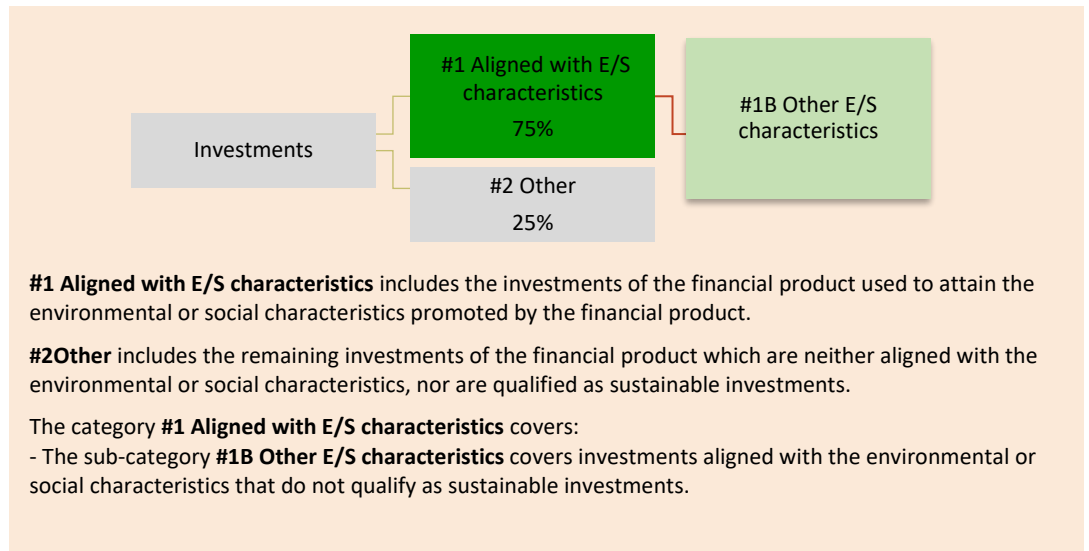 #1 Aligned with E/S
characteristics
75%
#1B Other E/S
characteristics
Investments
#2 Other
25%
#1 Aligned with E/S characteristics includes the investments of the financial product used to attain the
environmental or social characteristics promoted by the financial product.
#2Other includes the remaining investments of the financial product which are neither aligned with the
environmental or social characteristics, nor are qualified as sustainable investments.
The category #1 Aligned with E/S characteristics covers:
- The sub-category #1B Other E/S characteristics covers investments aligned with the environmental or
social characteristics that do not qualify as sustainable investments.